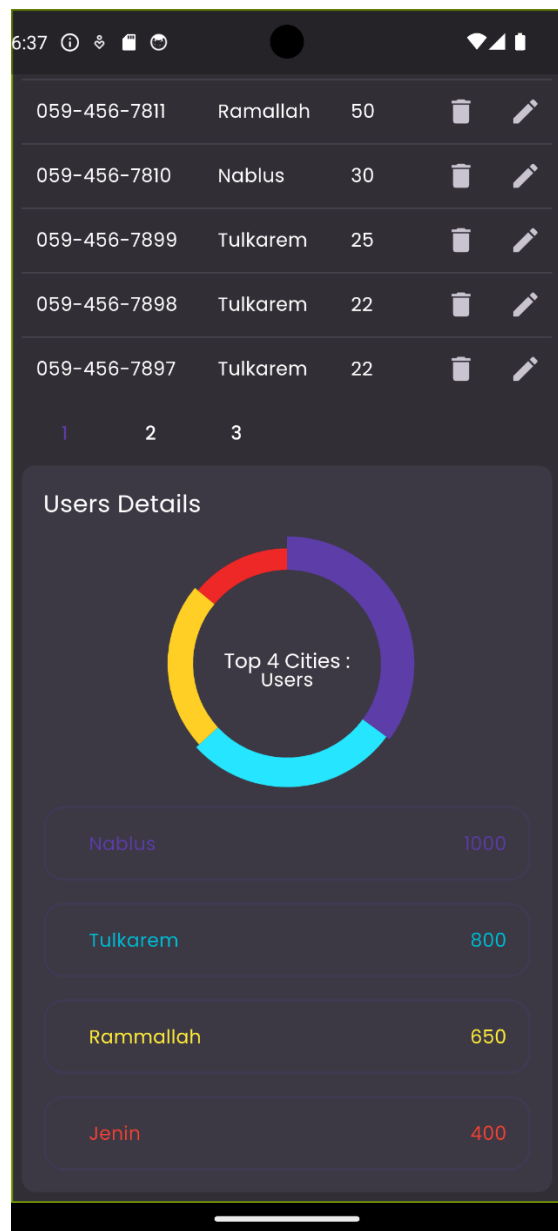 6:37
059-456-7811 Ramallah 50
059-456-7810 Nablus 30
059-456-7899 Tulkarem 25
059-456-7898 Tulkarem 22
059-456-7897 Tulkarem 22
1 2 3
Users Details
Top 4 Cities :
Users
Nablus 1000
Tulkarem 800
Rammallah 650
Jenin 400